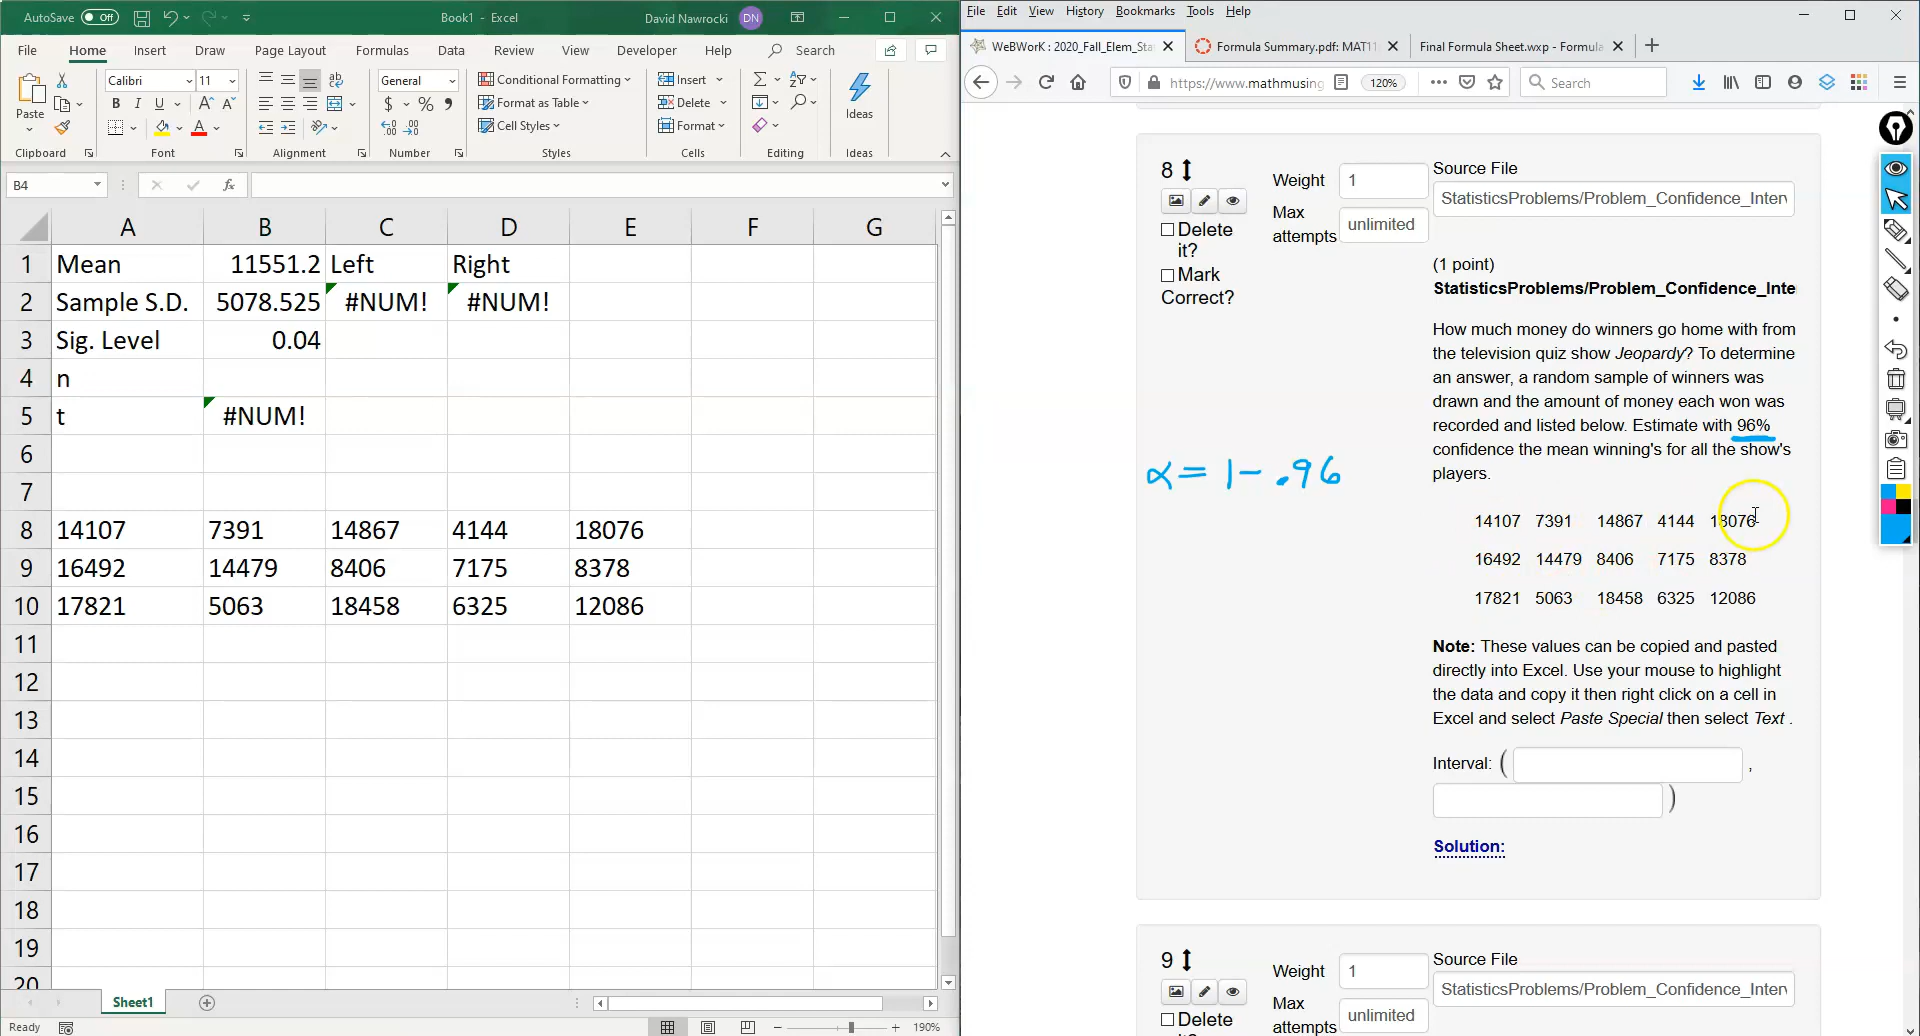 AutoSave Off Book1 - Excel David Nawrocki DN
File Home Insert Draw Page Layout Formulas Data Review View Developer Help Search
Paste
Calibri 11
B I U
A A
A
ab
General
$ % 9
Conditional Formatting
Format as Table
Cell Styles
Insert
Delete
Format
Ideas
Clipboard Font Alignment Number Styles Cells Editing Ideas
B4 fx
A B C D E F G
1 Mean 11551.2 Left Right
2 Sample S.D. 5078.525 #NUM! #NUM!
3 Sig. Level 0.04
4 n
5 t #NUM!
6
7
8 14107 7391 14867 4144 18076
9 16492 14479 8406 7175 8378
10 17821 5063 18458 6325 12086
11
12
13
14
15
16
17
18
19
20
Sheet1
Ready 190%
File Edit View History Bookmarks Tools Help
WeBWorK : 2020_Fall_Elem_Sta
Formula Summary.pdf: MAT11
Final Formula Sheet.wxp - Formula
https://www.mathmusing 120% Search
8
Weight 1
Max attempts unlimited
Source File
StatisticsProblems/Problem_Confidence_Interv
Delete it?
Mark Correct?
(1 point)
StatisticsProblems/Problem_Confidence_Inte
How much money do winners go home with from
the television quiz show Jeopardy? To determine
an answer, a random sample of winners was
drawn and the amount of money each won was
recorded and listed below. Estimate with 96%
confidence the mean winning's for all the show's
players.
α = 1 - .96
14107 7391 14867 4144 18076
16492 14479 8406 7175 8378
17821 5063 18458 6325 12086
Note: These values can be copied and pasted
directly into Excel. Use your mouse to highlight
the data and copy it then right click on a cell in
Excel and select Paste Special then select Text .
Interval: ( ,
)
Solution:
9
Weight 1
Max attempts unlimited
Source File
StatisticsProblems/Problem_Confidence_Interv
Delete